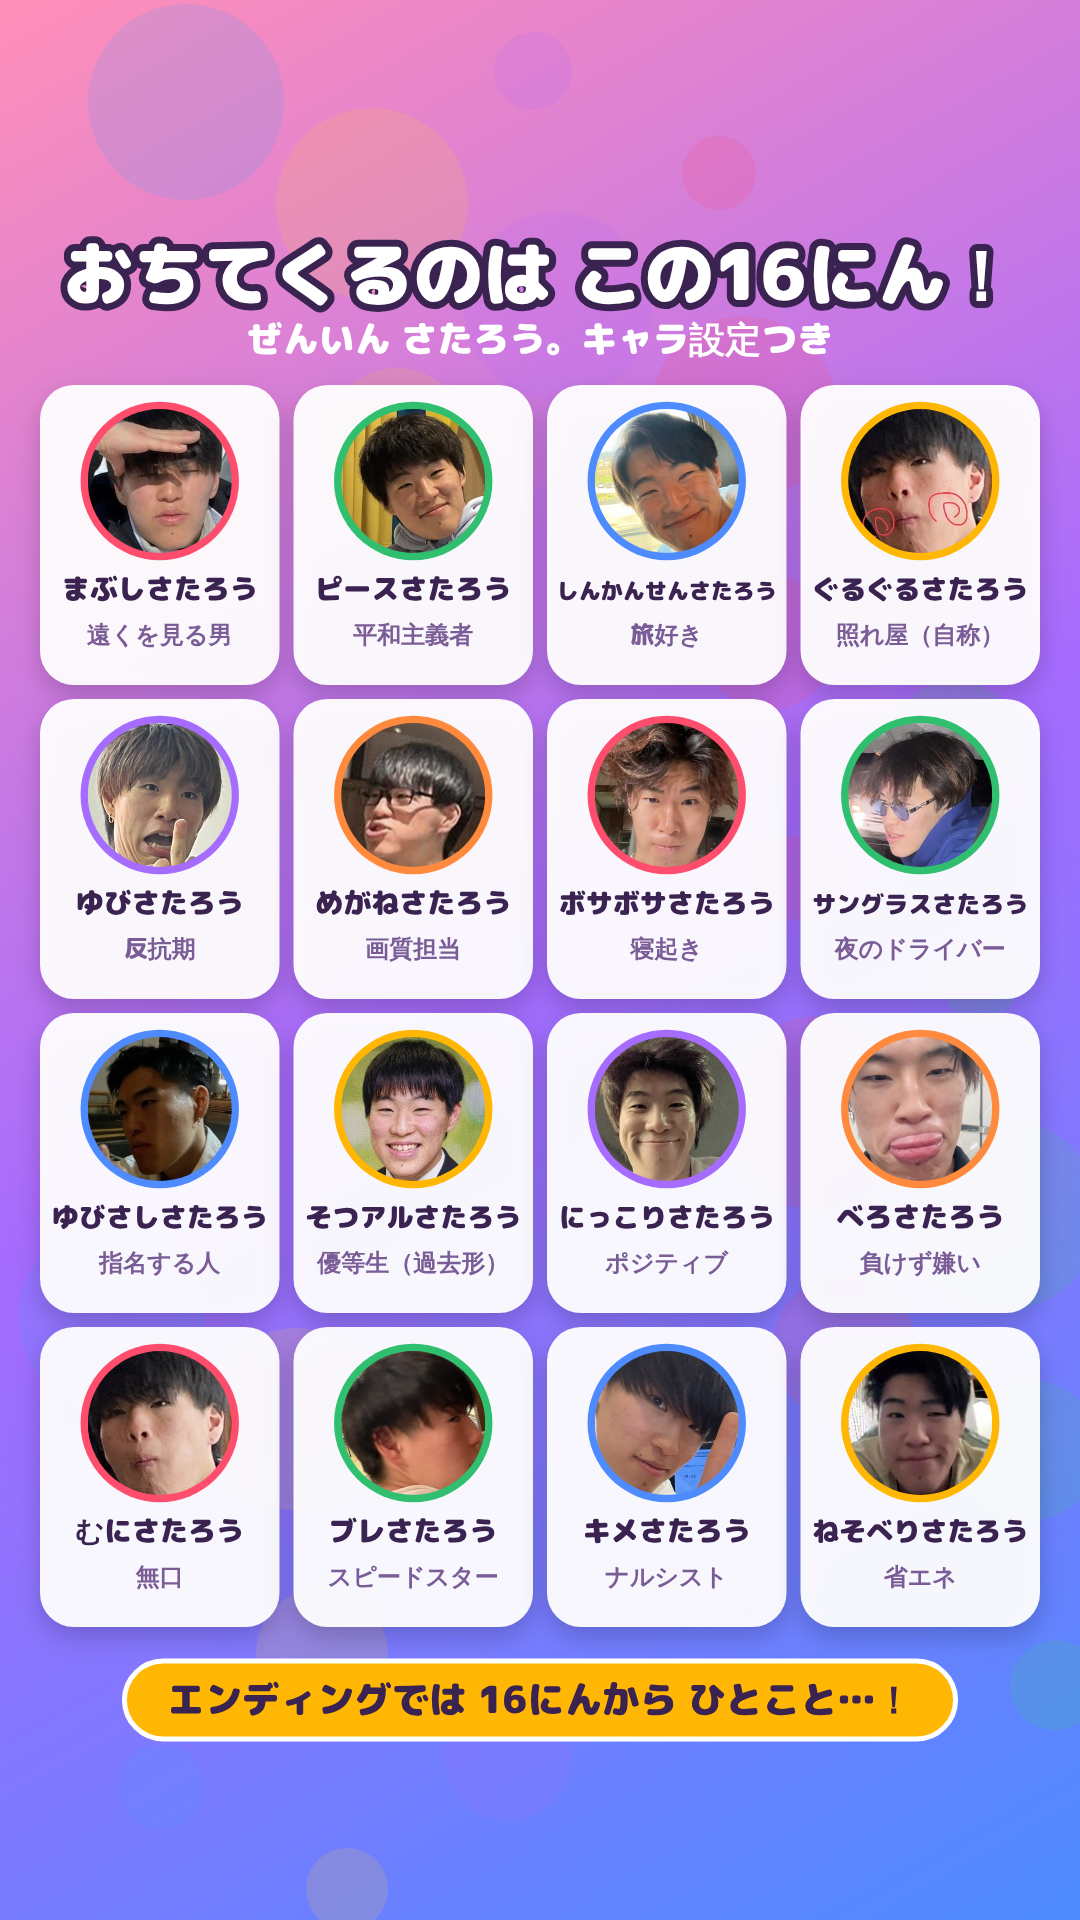 おちてくるのは この16にん！
ぜんいん さたろう。キャラ設定つき
まぶしさたろう
遠くを見る男
ピースさたろう
平和主義者
しんかんせんさたろう
旅好き
ぐるぐるさたろう
照れ屋（自称）
ゆびさたろう
反抗期
めがねさたろう
画質担当
ボサボサさたろう
寝起き
サングラスさたろう
夜のドライバー
ゆびさしさたろう
指名する人
そつアルさたろう
優等生（過去形）
にっこりさたろう
ポジティブ
べろさたろう
負けず嫌い
むにさたろう
無口
ブレさたろう
スピードスター
キメさたろう
ナルシスト
ねそべりさたろう
省エネ
エンディングでは 16にんから ひとこと…！